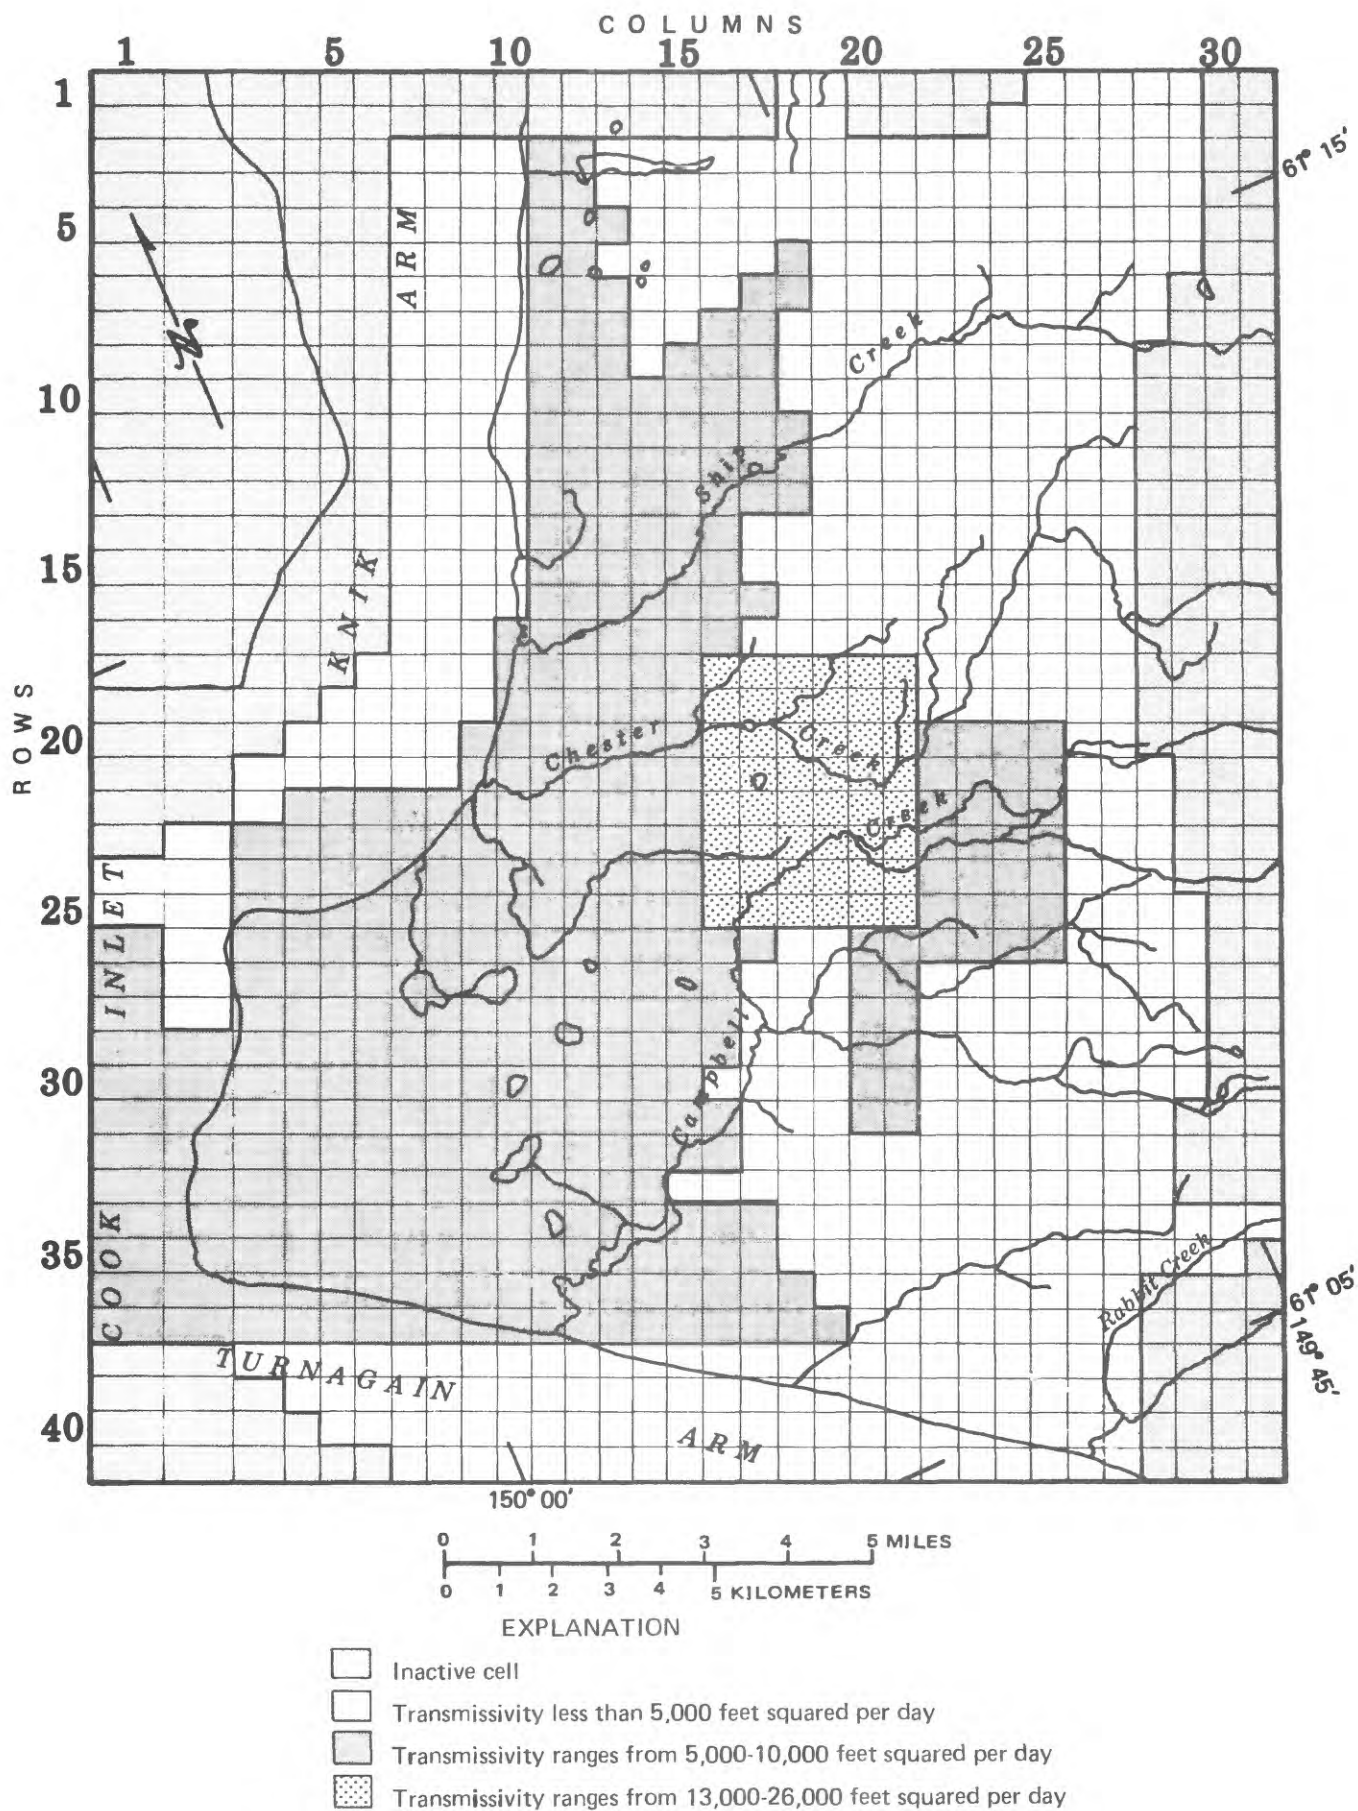 COLUMNS
1 5 10 15 20 25 30
ROWS
1
5
10
15
20
25
30
35
40
61° 15'
KNIK ARM
Creek
Ship
Chester Creek
Creek
Campbell
COOK INLET
Rabbit Creek
61° 05'
149° 45'
TURNAGAIN ARM
150° 00'
0 1 2 3 4 5 MILES
0 1 2 3 4 5 KILOMETERS
EXPLANATION
Inactive cell
Transmissivity less than 5,000 feet squared per day
Transmissivity ranges from 5,000-10,000 feet squared per day
Transmissivity ranges from 13,000-26,000 feet squared per day